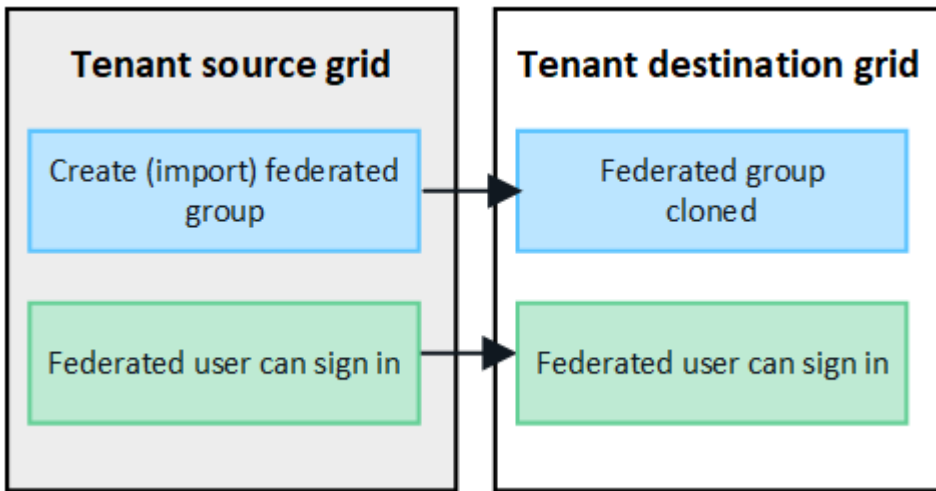 Tenant source grid
Create (import) federated
group
Federated user can sign in
Tenant destination grid
Federated group
cloned
Federated user can sign in